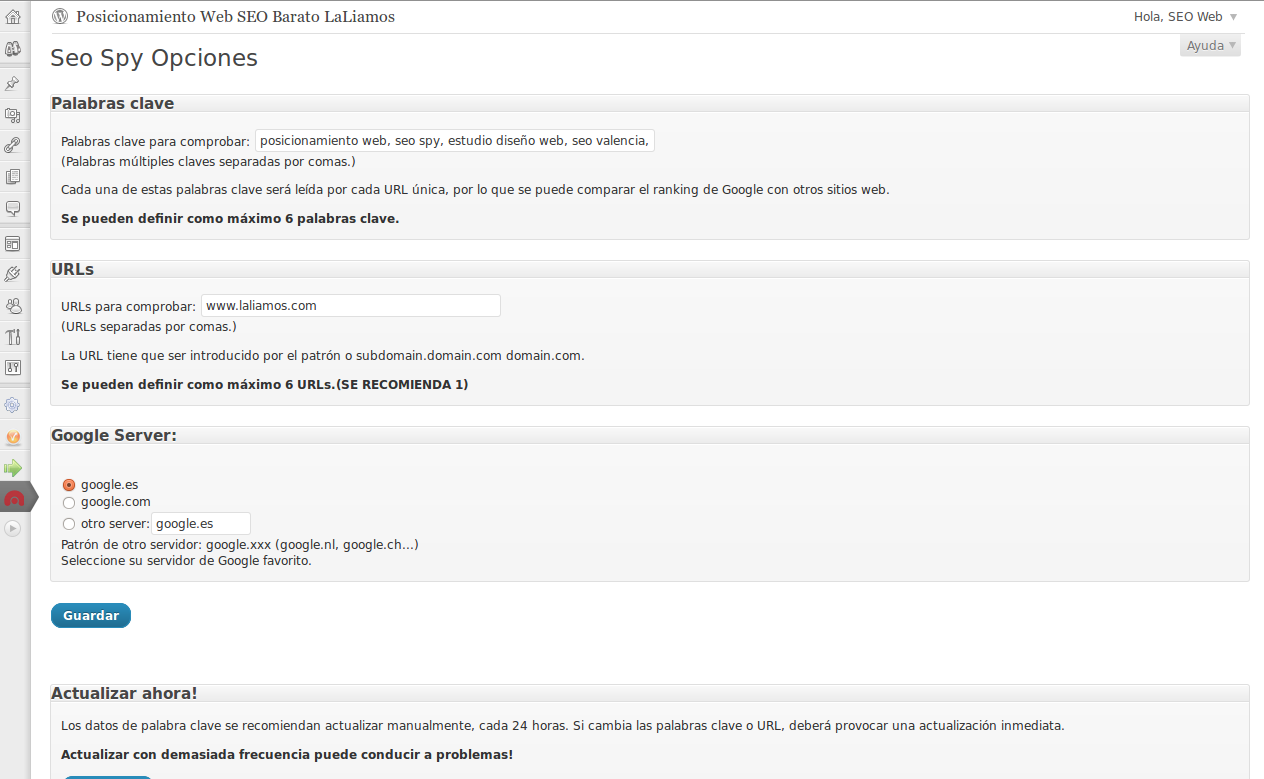 Posicionamiento Web SEO Barato LaLiamos
Hola, SEO Web
Ayuda
Seo Spy Opciones
Palabras clave
Palabras clave para comprobar: posicionamiento web, seo spy, estudio diseño web, seo valencia,
(Palabras múltiples claves separadas por comas.)
Cada una de estas palabras clave será leída por cada URL única, por lo que se puede comparar el ranking de Google con otros sitios web.
Se pueden definir como máximo 6 palabras clave.
URLs
URLs para comprobar: www.laliamos.com
(URLs separadas por comas.)
La URL tiene que ser introducido por el patrón o subdomain.domain.com domain.com.
Se pueden definir como máximo 6 URLs.(SE RECOMIENDA 1)
Google Server:
google.es
google.com
otro server: google.es
Patrón de otro servidor: google.xxx (google.nl, google.ch...)
Seleccione su servidor de Google favorito.
Guardar
Actualizar ahora!
Los datos de palabra clave se recomiendan actualizar manualmente, cada 24 horas. Si cambia las palabras clave o URL, deberá provocar una actualización inmediata.
Actualizar con demasiada frecuencia puede conducir a problemas!